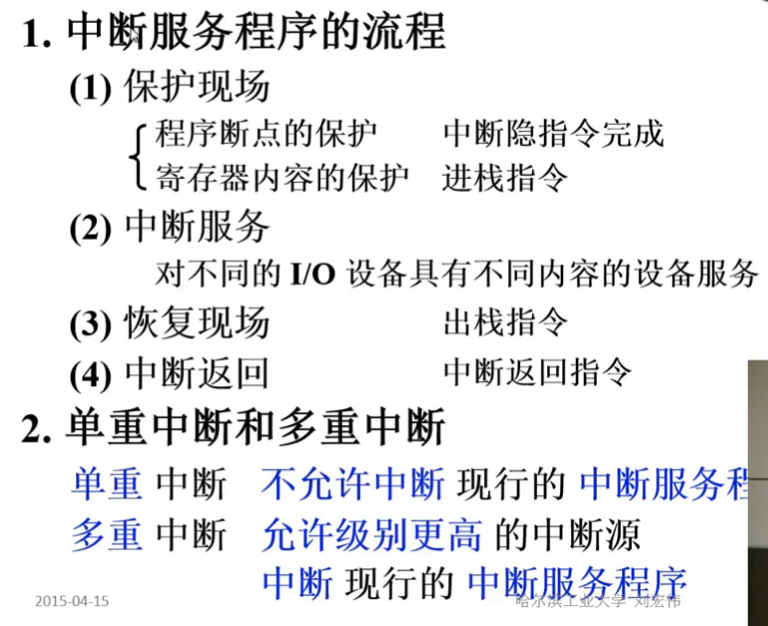 1. 中断服务程序的流程
(1) 保护现场
程序断点的保护 中断隐指令完成
寄存器内容的保护 进栈指令
(2) 中断服务
对不同的 I/O 设备具有不同内容的设备服务
(3) 恢复现场 出栈指令
(4) 中断返回 中断返回指令
2. 单重中断和多重中断
单重 中断 不允许中断 现行的 中断服务程
多重 中断 允许级别更高 的中断源
中断 现行的 中断服务程序
2015-04-15 哈尔滨工业大学 刘宏伟